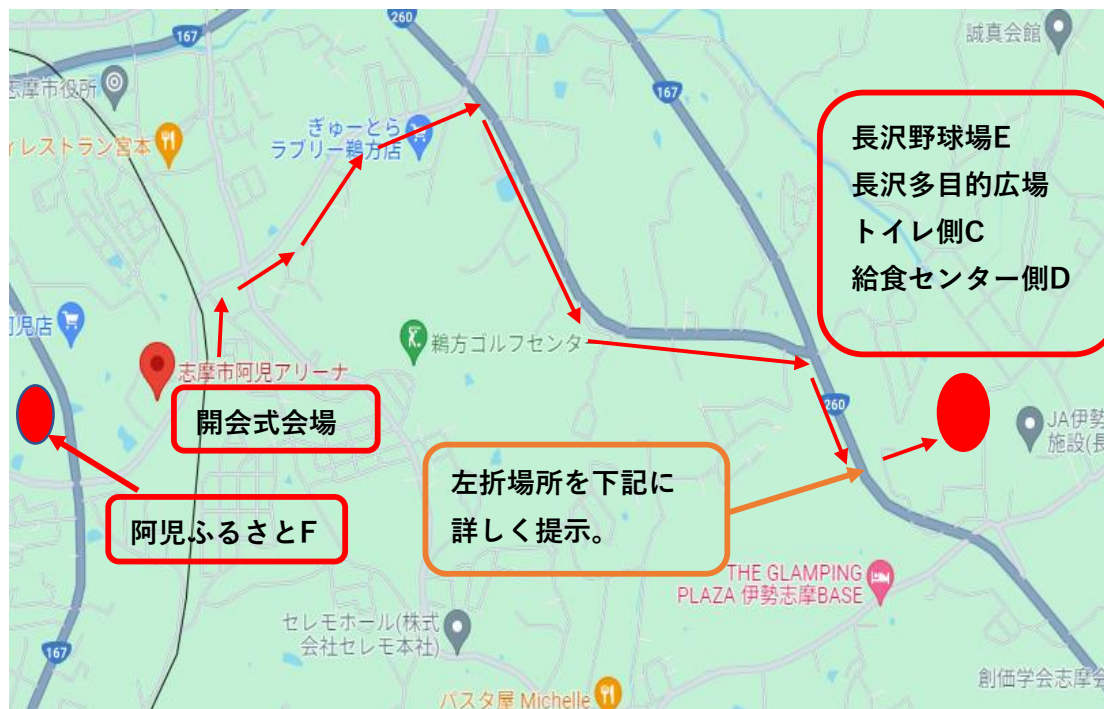 260
167
誠真会館
志摩市役所
ィレストラン宮本
ぎゅーとら
ラブリー鵜方店
167
長沢野球場E
長沢多目的広場
トイレ側C
給食センター側D
阿児店
鵜方ゴルフセンタ
志摩市阿児アリーナ
開会式会場
260
JA伊勢
施設(長
左折場所を下記に
詳しく提示。
阿児ふるさとF
THE GLAMPING
PLAZA 伊勢志摩BASE
セレモホール(株式
会社セレモ本社)
167
創価学会志摩会
パスタ屋 Michelle